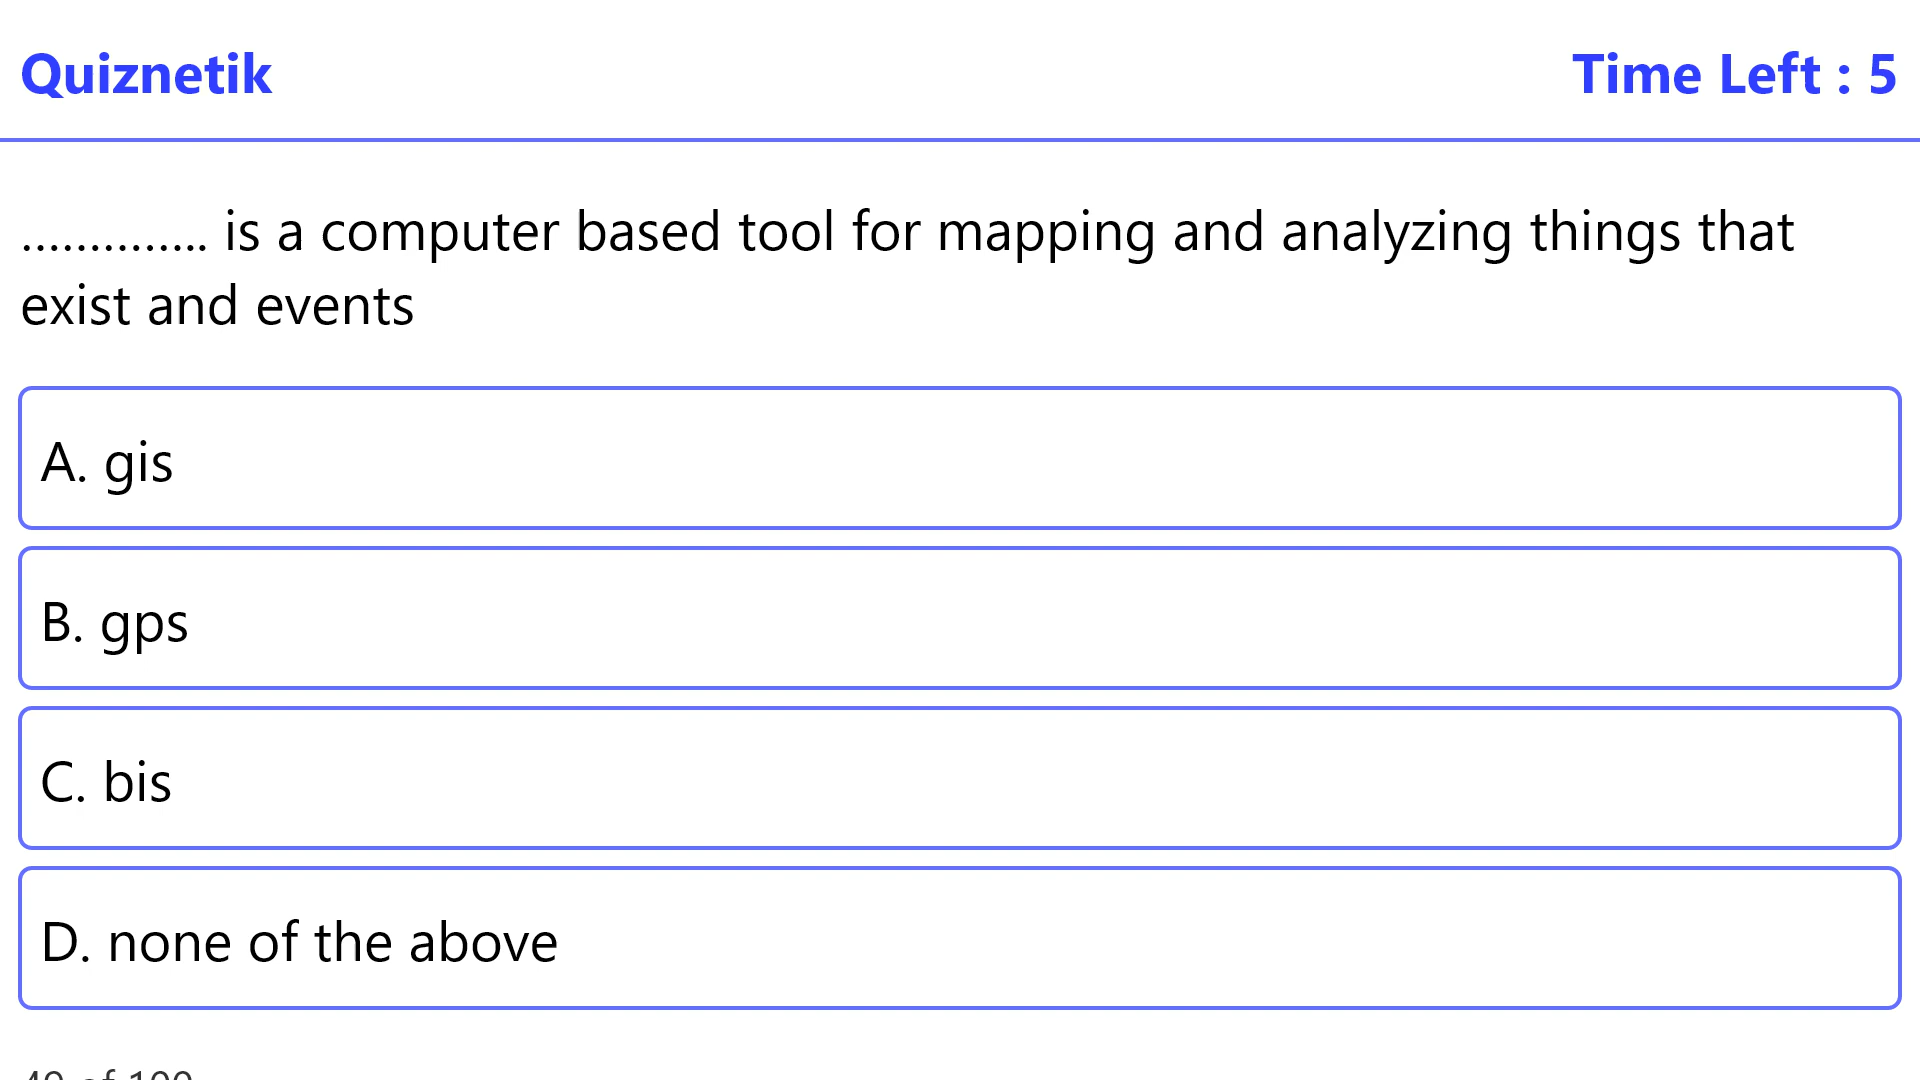 Quiznetik
Time Left : 5
.............. is a computer based tool for mapping and analyzing things that
exist and events
A. gis
B. gps
C. bis
D. none of the above